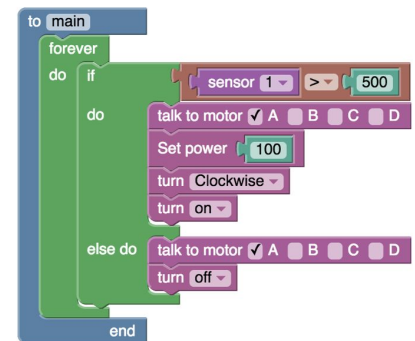 to main
forever
do if sensor 1 > 500
do talk to motor A B C D
Set power 100
turn Clockwise
turn on
else do talk to motor A B C D
turn off
end